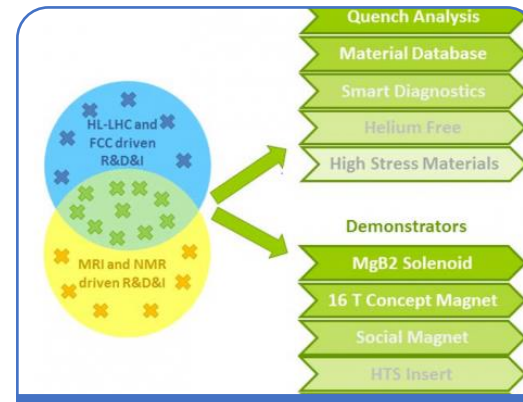 HL-LHC and
FCC driven
R&D&I
MRI and NMR
driven R&D&I
Quench Analysis
Material Database
Smart Diagnostics
Helium Free
High Stress Materials
Demonstrators
MgB2 Solenoid
16 T Concept Magnet
Social Magnet
HTS Insert